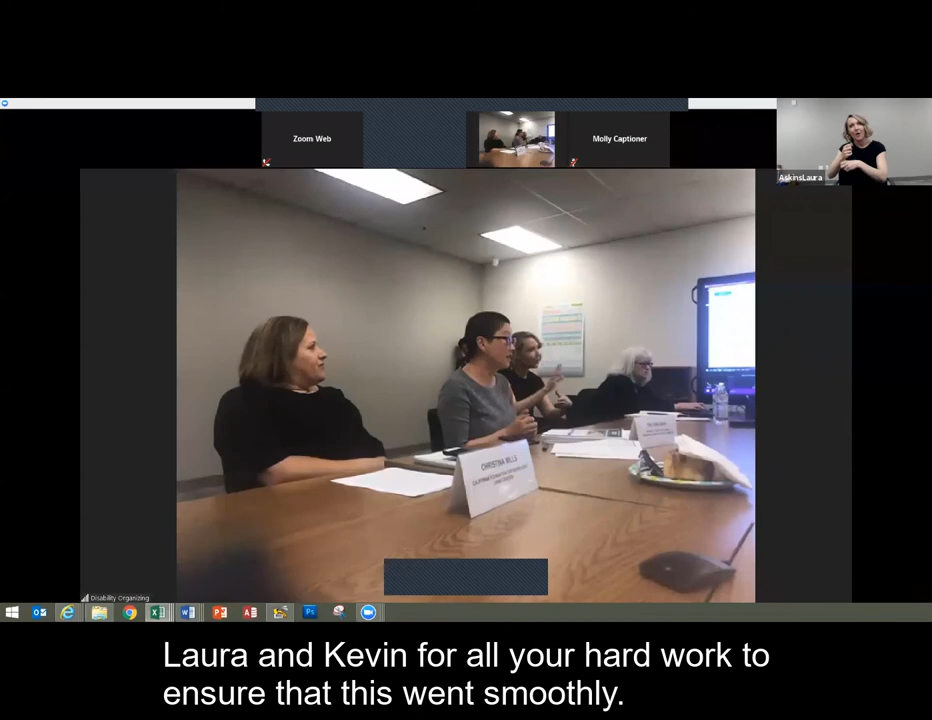 Zoom Web
Molly Captioner
AskinsLaura
CHRISTINA MILLS
Disability Organizing
Laura and Kevin for all your hard work to
ensure that this went smoothly.